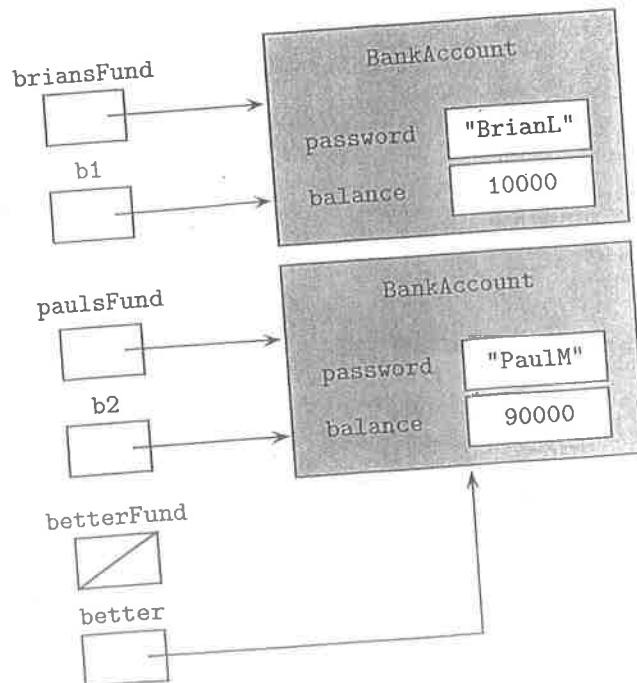 briansFund
BankAccount
password "BrianL"
b1
balance 10000
paulsFund
BankAccount
password "PaulM"
b2
balance 90000
betterFund
better